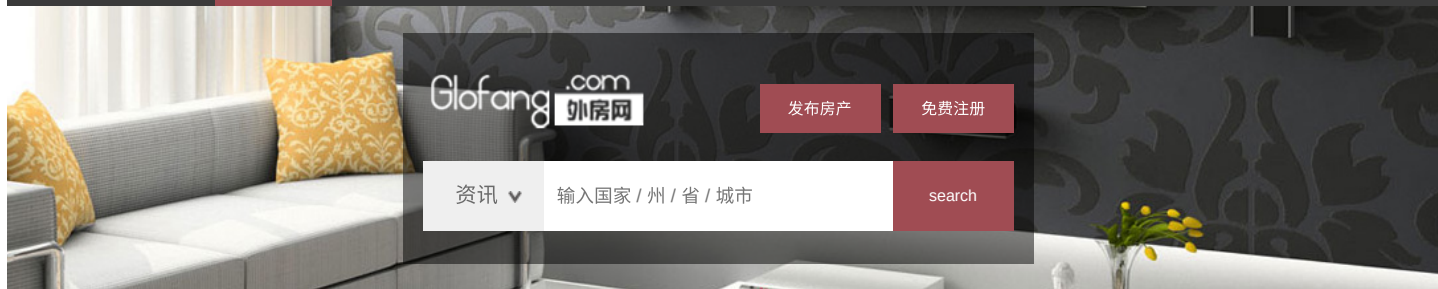 Glofang.com
外房网
发布房产
免费注册
资讯
输入国家 / 州 / 省 / 城市
search